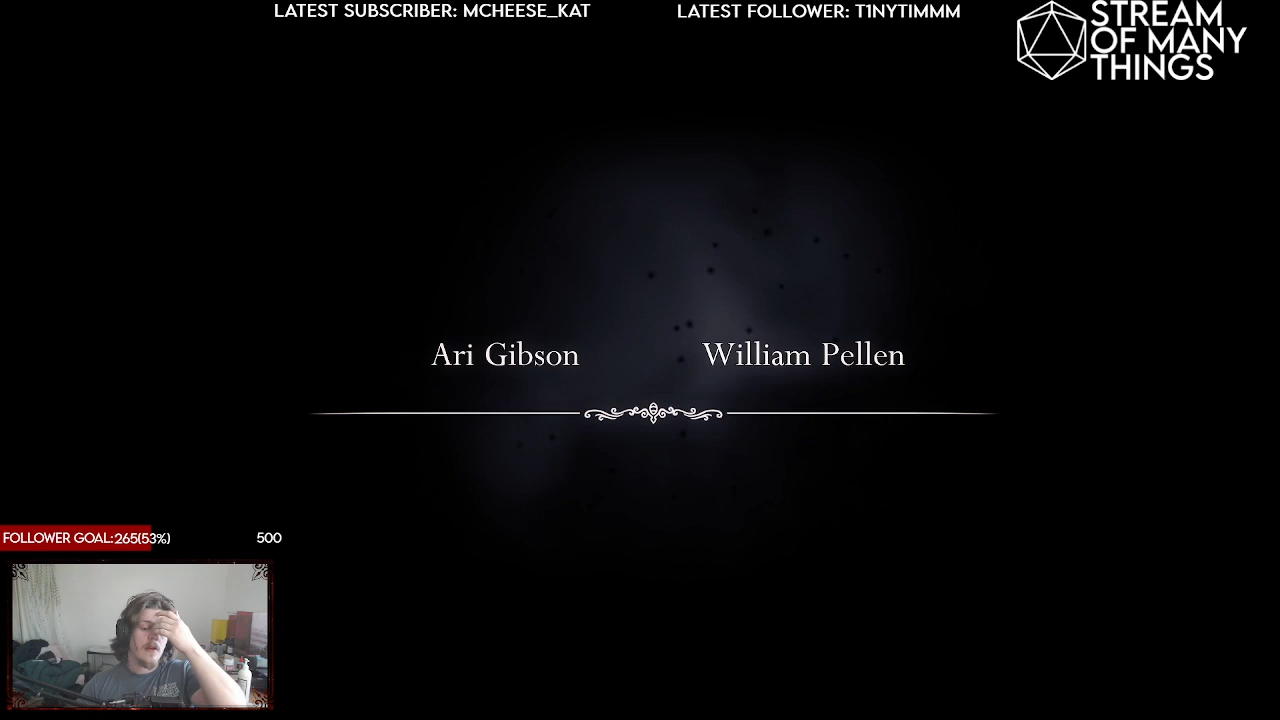 LATEST SUBSCRIBER: MCHEESE_KAT
LATEST FOLLOWER: T1NYTIMMM
STREAM
OF MANY
THINGS
Ari Gibson
William Pellen
FOLLOWER GOAL: 265(53%)
500